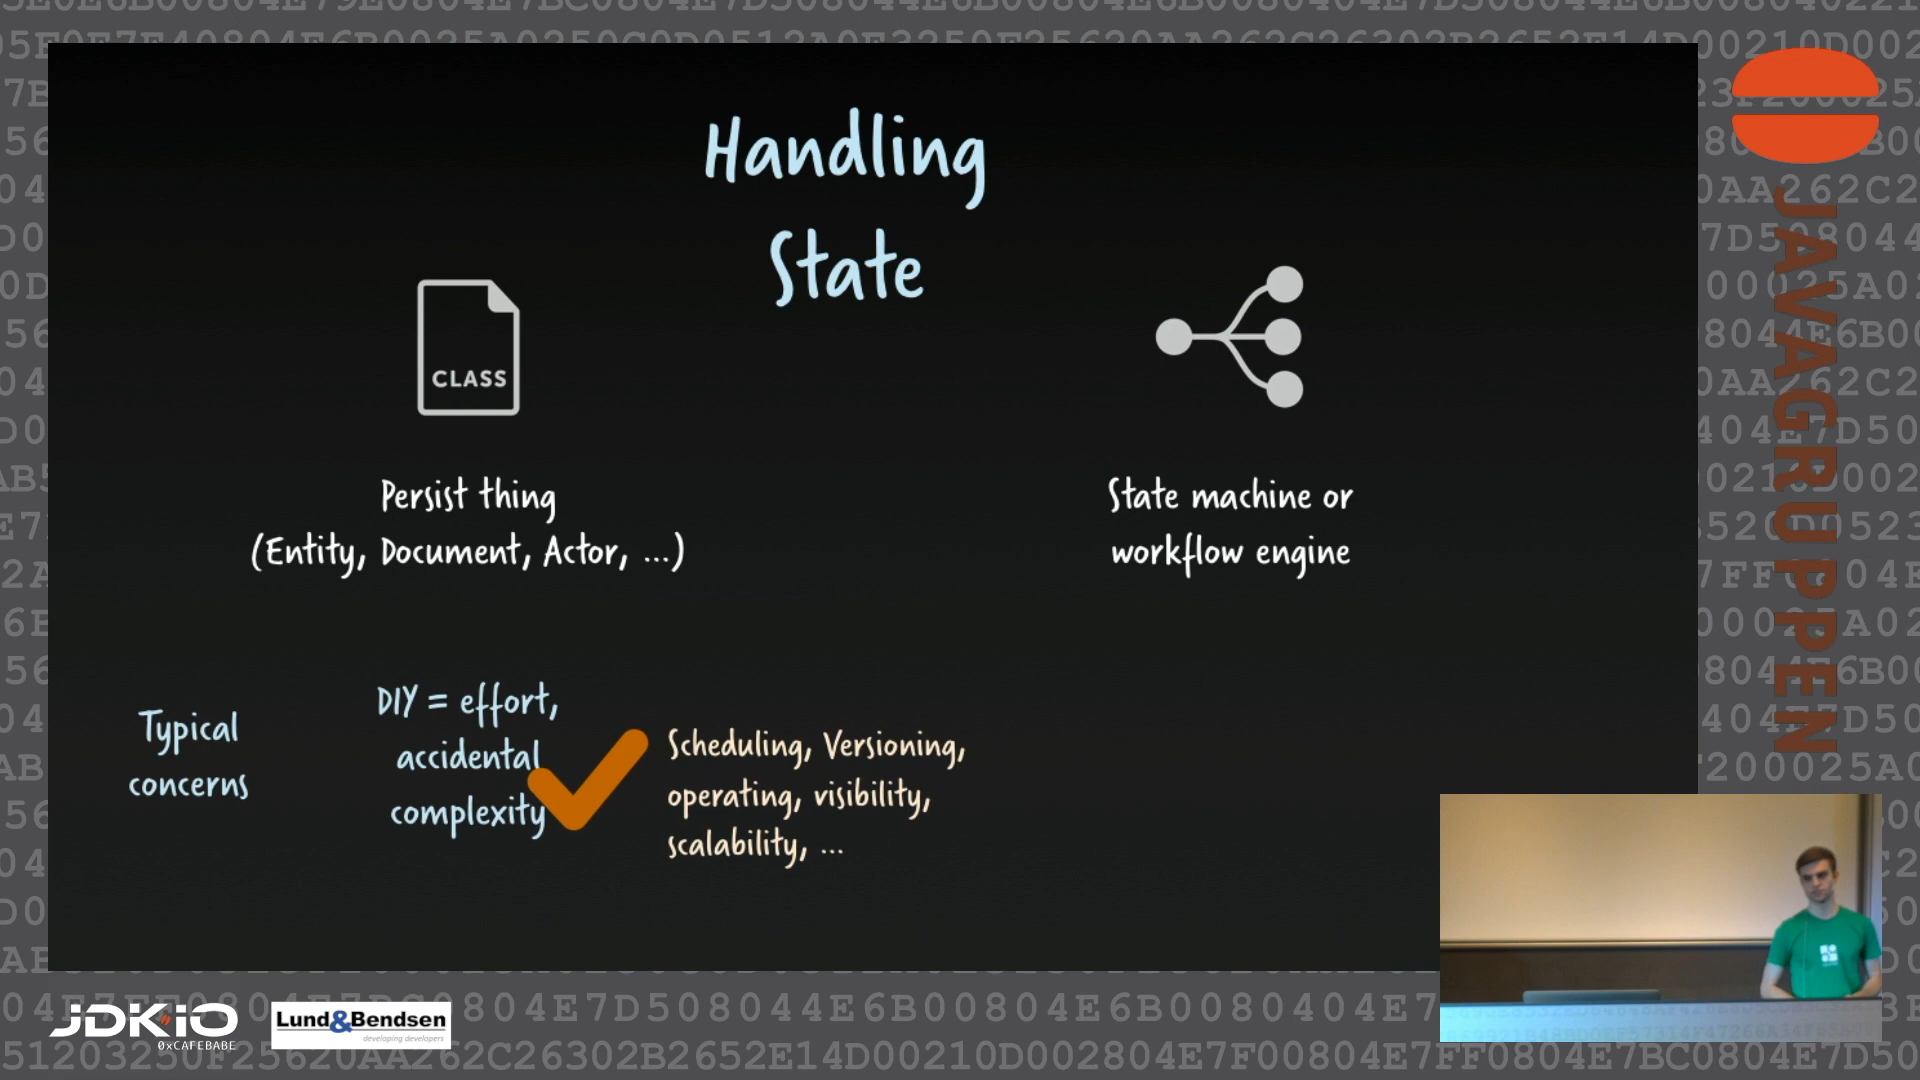 Handling
State
CLASS
Persist thing
(Entity, Document, Actor, ...)
State machine or
workflow engine
Typical
concerns
DIY = effort,
accidental
complexity
Scheduling, Versioning,
operating, visibility,
scalability, ...
JAVAGRUPPEN
JDKIO
0xCAFEBABE
Lund&Bendsen
developing developers